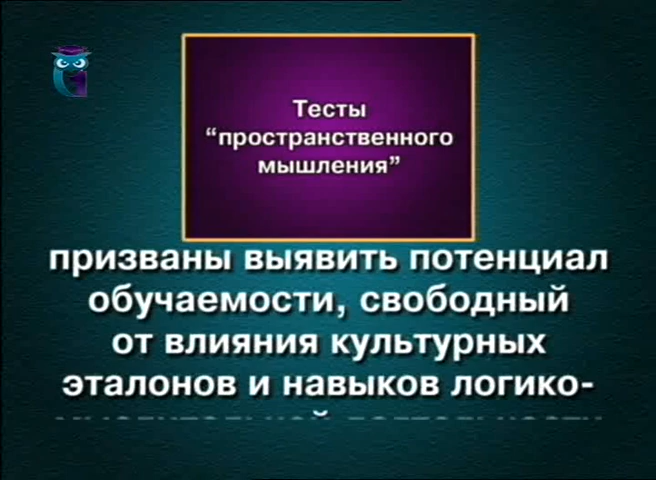 Тесты
“пространственного
мышления”
призваны выявить потенциал
обучаемости, свободный
от влияния культурных
эталонов и навыков логико-